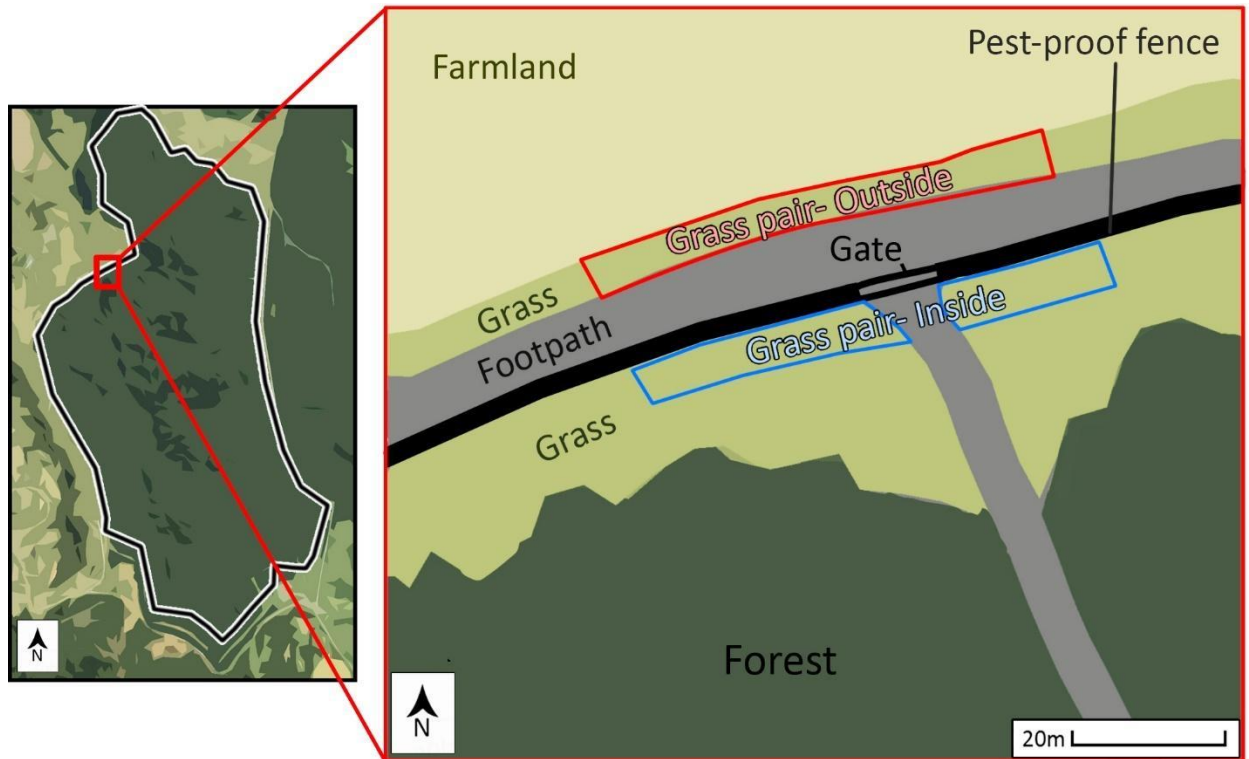 Pest-proof fence
Farmland
Grass pair- Outside
Gate
Grass
Footpath
Grass pair- Inside
Grass
Forest
N
N
20m